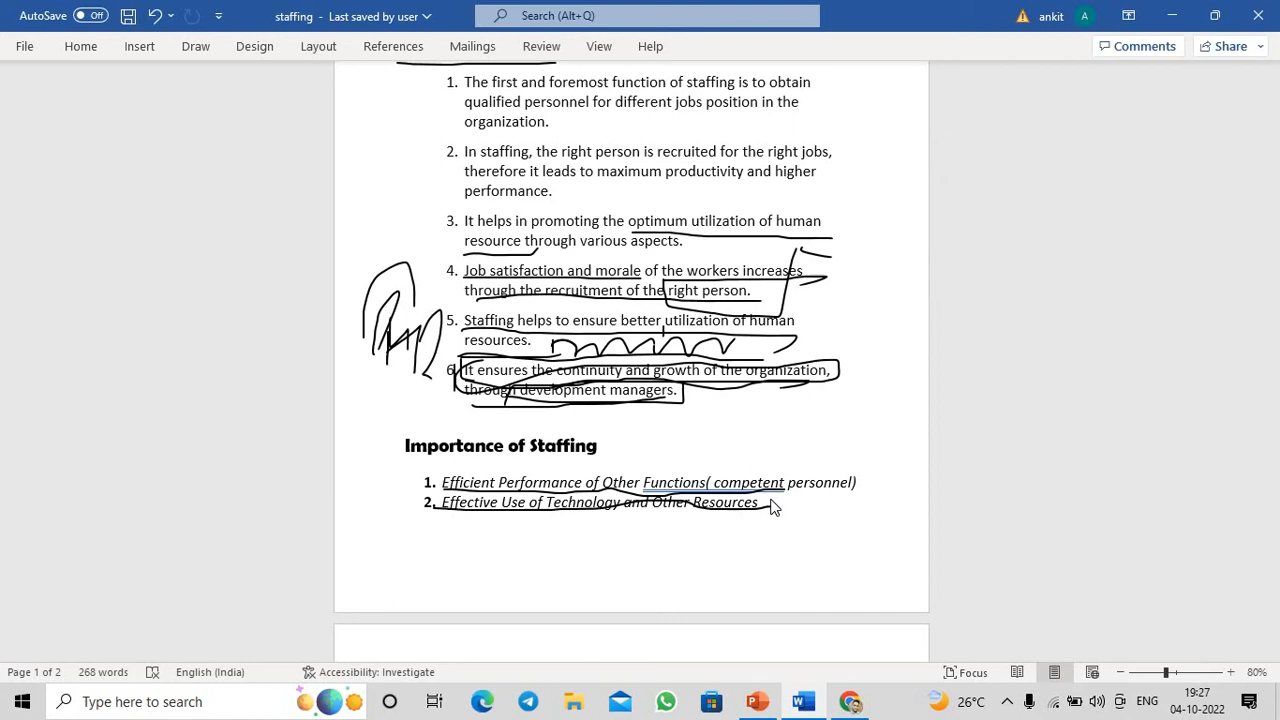 AutoSave Off staffing - Last saved by user Search (Alt+Q) ankit A
File Home Insert Draw Design Layout References Mailings Review View Help Comments Share
1. The first and foremost function of staffing is to obtain
qualified personnel for different jobs position in the
organization.
2. In staffing, the right person is recruited for the right jobs,
therefore it leads to maximum productivity and higher
performance.
3. It helps in promoting the optimum utilization of human
resource through various aspects.
4. Job satisfaction and morale of the workers increases
through the recruitment of the right person.
5. Staffing helps to ensure better utilization of human
resources.
6. It ensures the continuity and growth of the organization,
through development managers.
Importance of Staffing
1. Efficient Performance of Other Functions( competent personnel)
2. Effective Use of Technology and Other Resources
Page 1 of 2 268 words English (India) Accessibility: Investigate Focus 80%
Type here to search 26°C ENG 19:27
04-10-2022